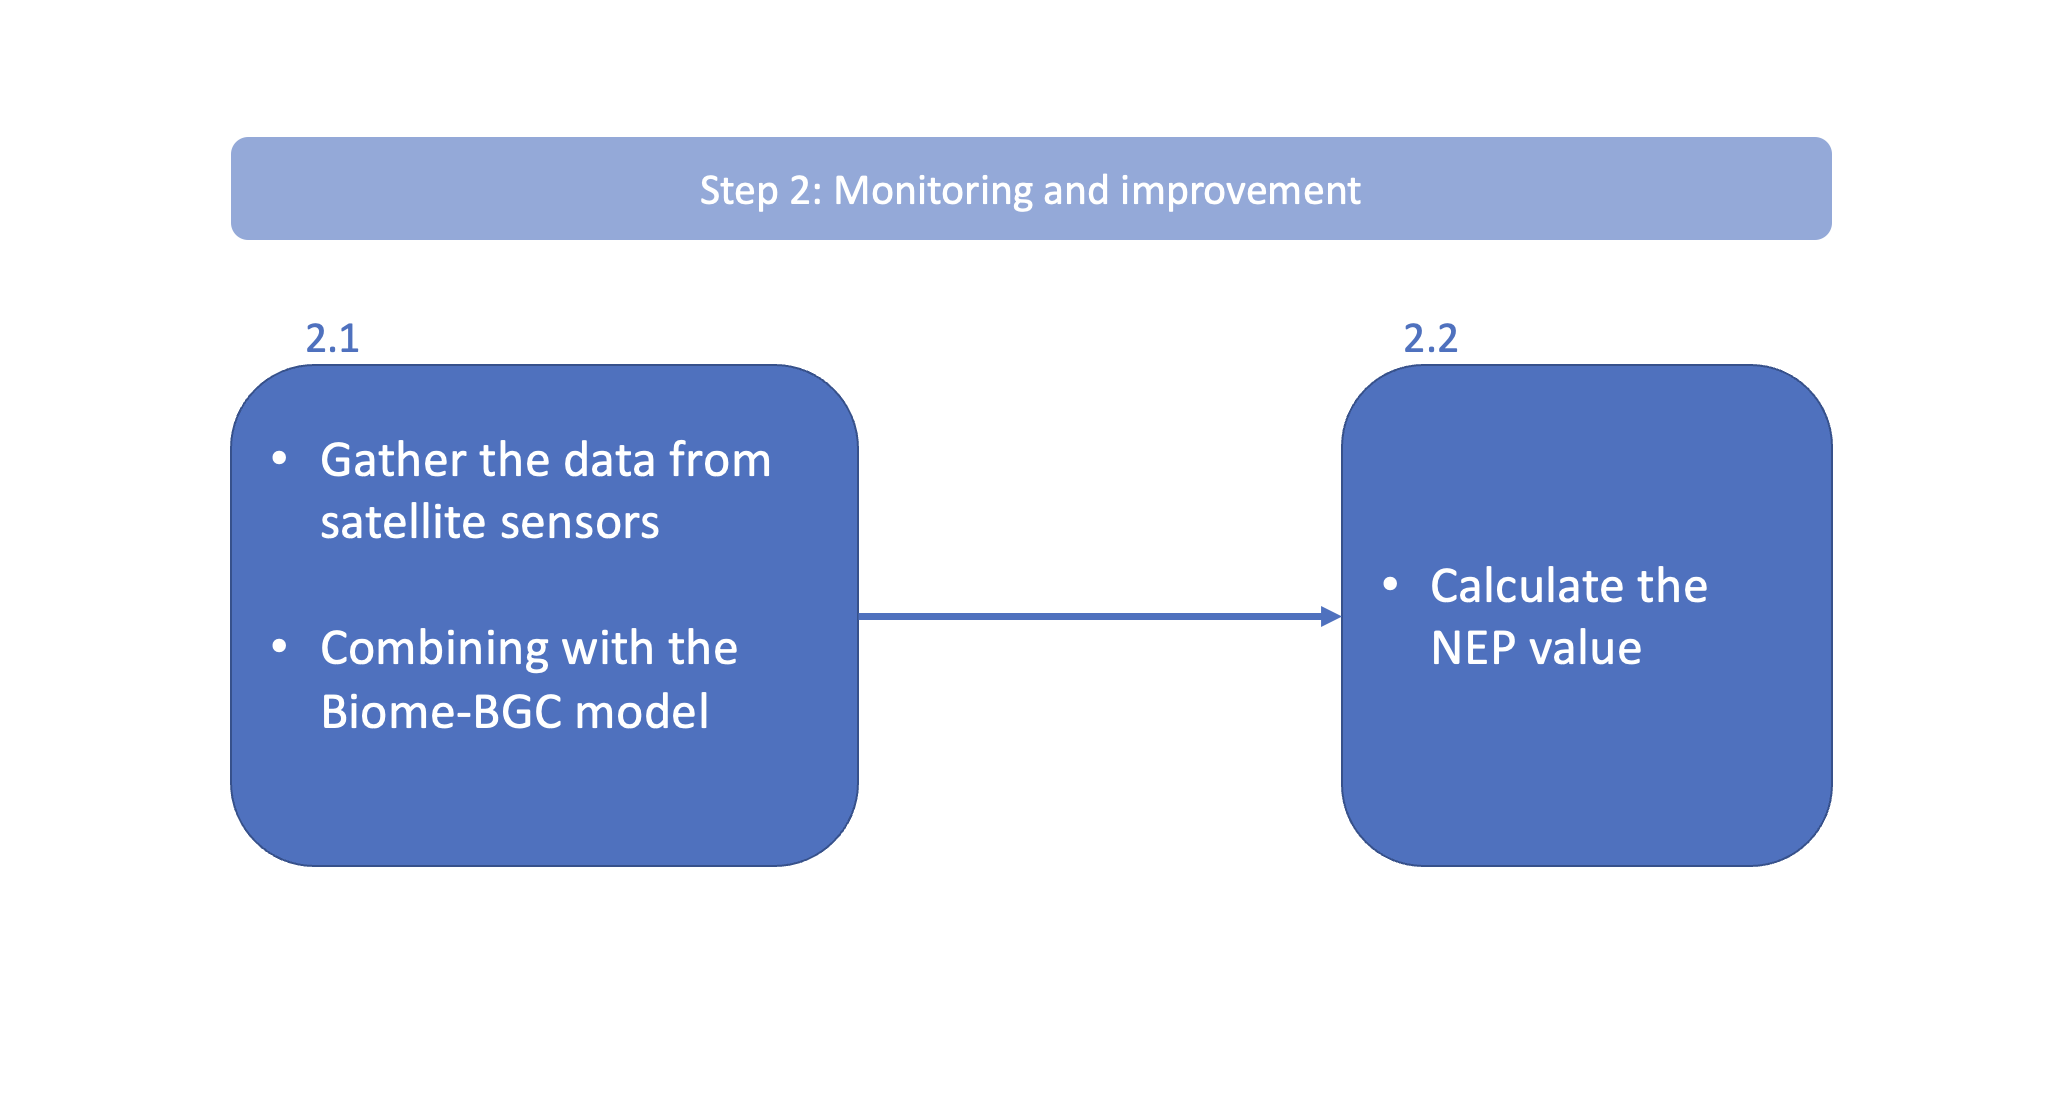 Step 2: Monitoring and improvement
2.1
• Gather the data from
satellite sensors
• Combining with the
Biome-BGC model
2.2
• Calculate the
NEP value